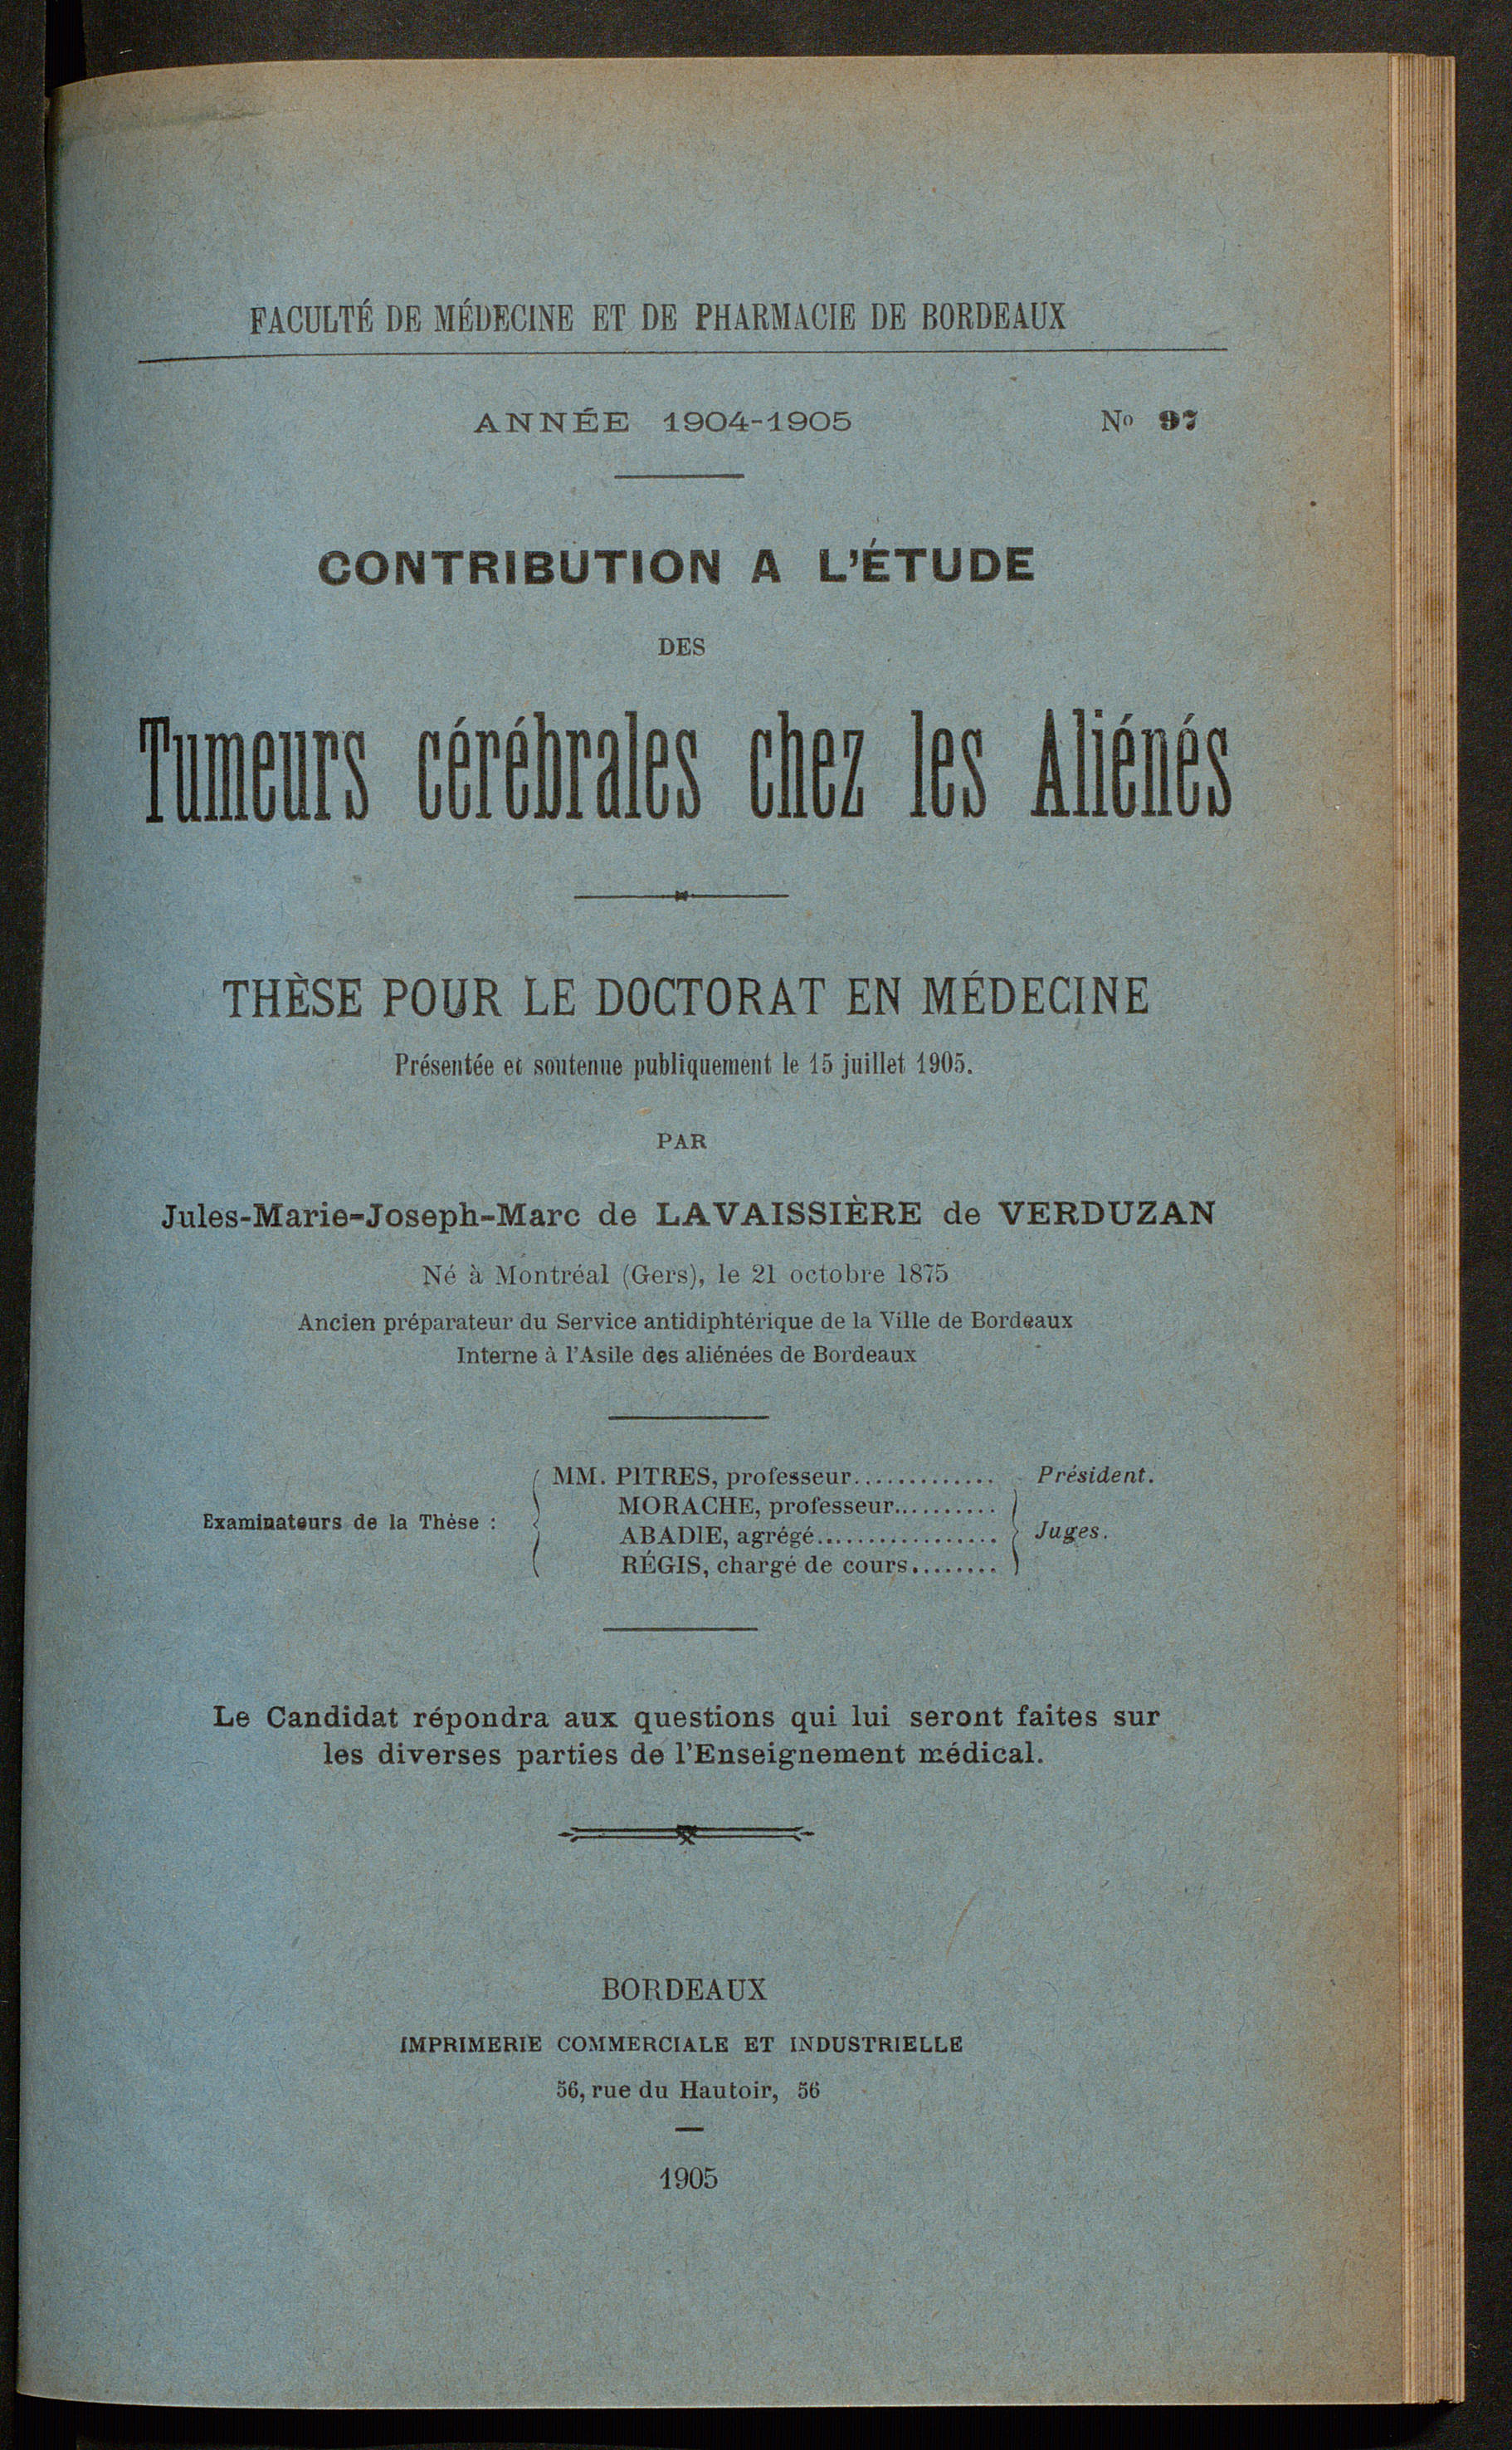 FACULTÉ DE MÉDECINE ET DE PHARMACIE DE BORDEAUX
ANNÉE 1904-1905 No 97
CONTRIBUTION A L'ÉTUDE
DES
Tumeurs cérébrales chez les Aliénés
THÈSE POUR LE DOCTORAT EN MÉDECINE
Présentée et soutenue publiquement le 15 juillet 1905.
PAR
Jules-Marie-Joseph-Marc de LAVAISSIÈRE de VERDUZAN
Né à Montréal (Gers), le 21 octobre 1875
Ancien préparateur du Service antidiphtérique de la Ville de Bordeaux
Interne à l'Asile des aliénées de Bordeaux
Examinateurs de la Thèse :
MM. PITRES, professeur............. Président.
MORACHE, professeur..........
ABADIE, agrégé..................
RÉGIS, chargé de cours........
Juges.
Le Candidat répondra aux questions qui lui seront faites sur
les diverses parties de l'Enseignement médical.
BORDEAUX
IMPRIMERIE COMMERCIALE ET INDUSTRIELLE
56, rue du Hautoir, 56
1905